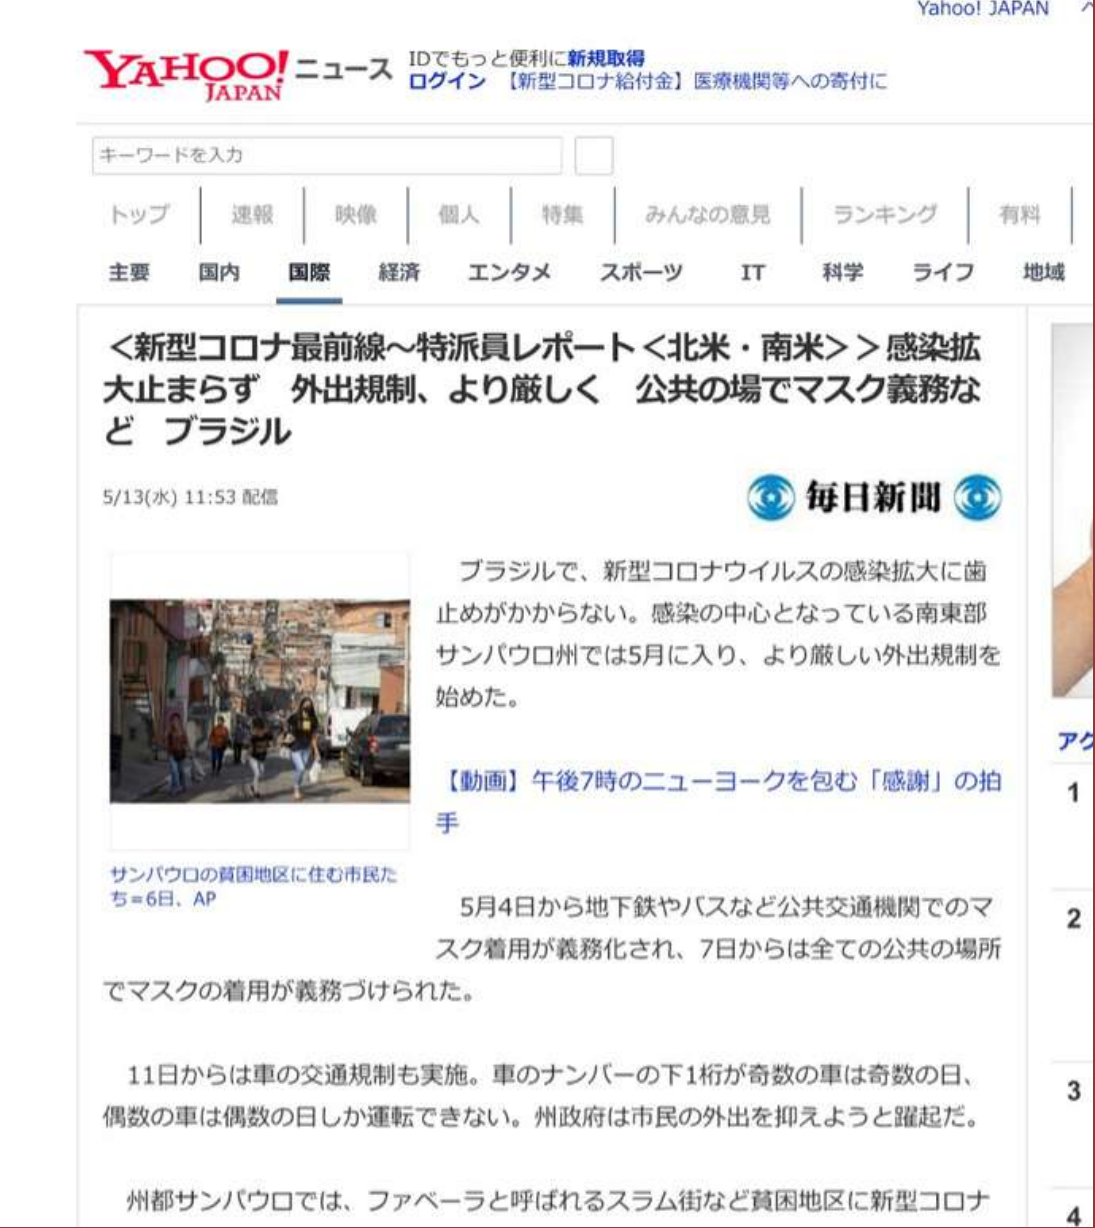 Yahoo! JAPAN
YAHOO! JAPAN ニュース
IDでもっと便利に新規取得
ログイン 【新型コロナ給付金】医療機関等への寄付に
キーワードを入力
トップ 速報 映像 個人 特集 みんなの意見 ランキング 有料
主要 国内 国際 経済 エンタメ スポーツ IT 科学 ライフ 地域
＜新型コロナ最前線～特派員レポート＜北米・南米＞＞感染拡
大止まらず　外出規制、より厳しく　公共の場でマスク義務な
ど　ブラジル
5/13(水) 11:53 配信
毎日新聞
ブラジルで、新型コロナウイルスの感染拡大に歯
止めがかからない。感染の中心となっている南東部
サンパウロ州では5月に入り、より厳しい外出規制を
始めた。
【動画】午後7時のニューヨークを包む「感謝」の拍
手
サンパウロの貧困地区に住む市民た
ち＝6日、AP
5月4日から地下鉄やバスなど公共交通機関でのマ
スク着用が義務化され、7日からは全ての公共の場所
でマスクの着用が義務づけられた。
11日からは車の交通規制も実施。車のナンバーの下1桁が奇数の車は奇数の日、
偶数の車は偶数の日しか運転できない。州政府は市民の外出を抑えようと躍起だ。
州都サンパウロでは、ファベーラと呼ばれるスラム街など貧困地区に新型コロナ
アク
1
2
3
4